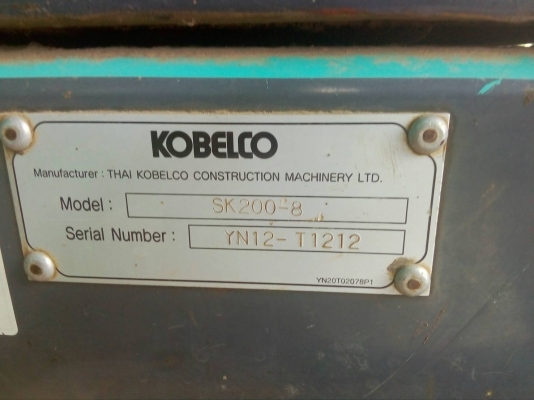 KOBELCO
Manufacturer : THAI KOBELCO CONSTRUCTION MACHINERY LTD.
Model : SK200-8
Serial Number : YN12-T1212
YN20T02078P1